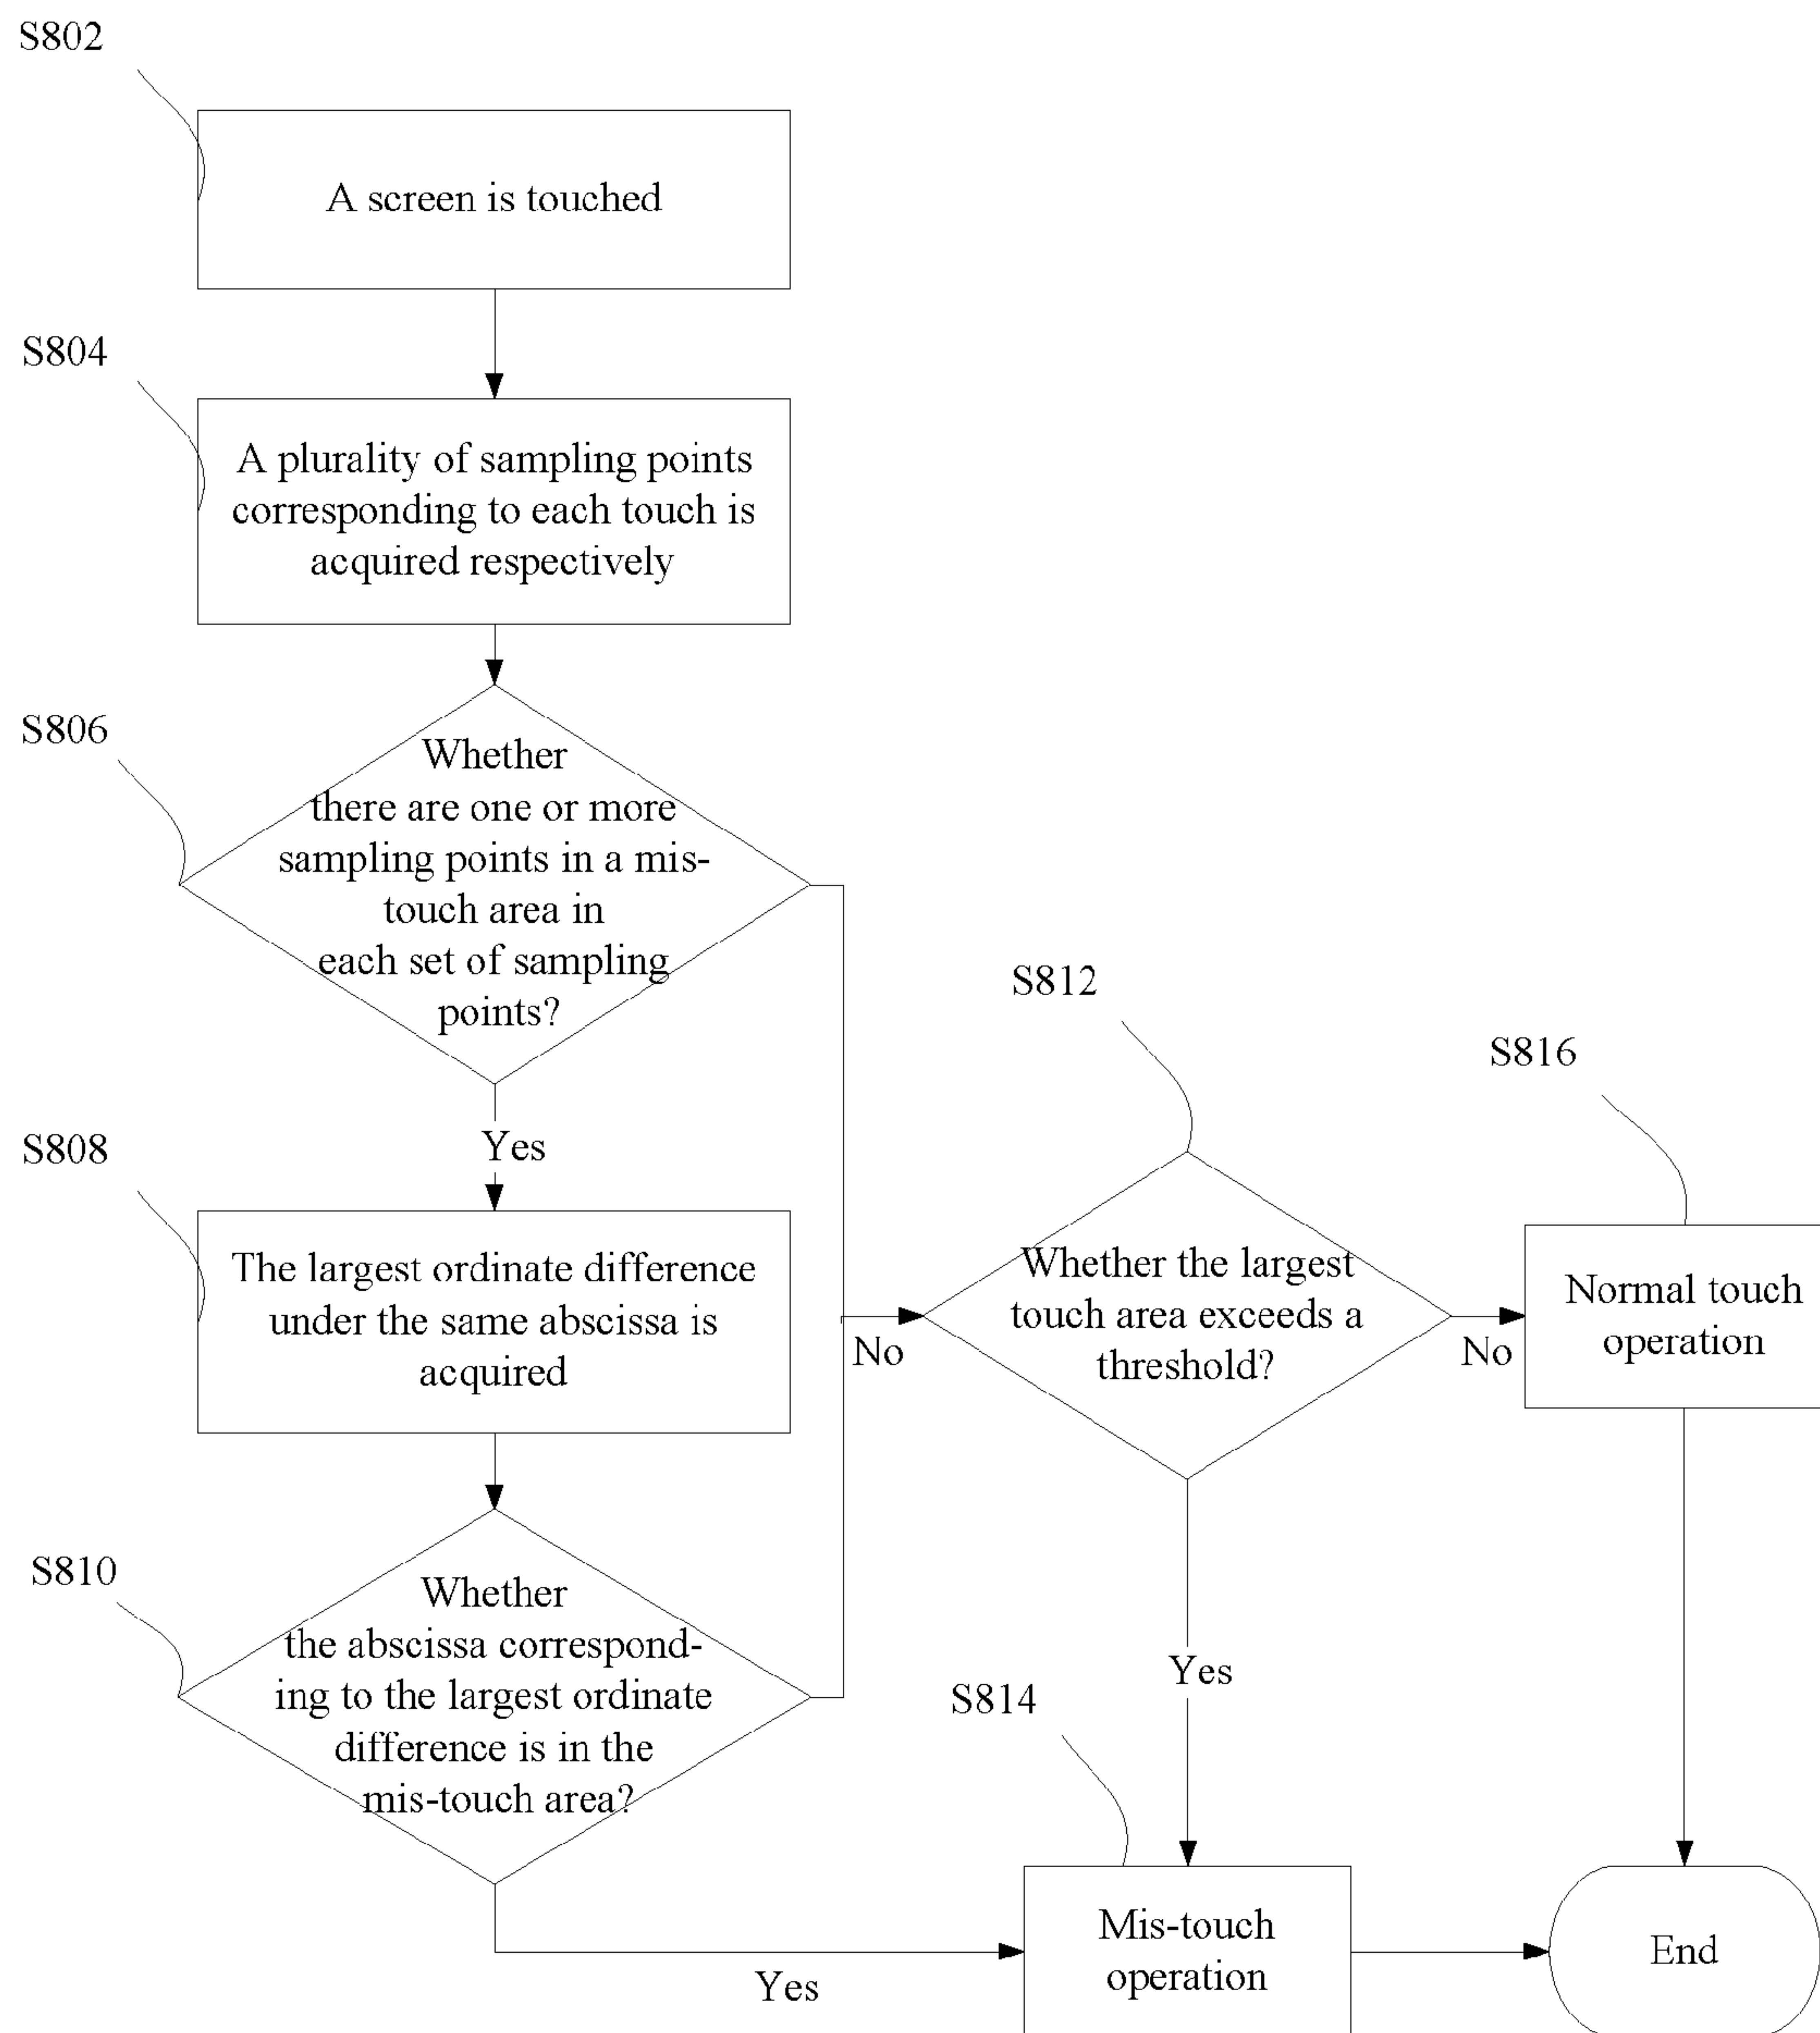 S802
A screen is touched
S804
A plurality of sampling points
corresponding to each touch is
acquired respectively
S806
Whether
there are one or more
sampling points in a mis-
touch area in
each set of sampling
points?
Yes
S808
The largest ordinate difference
under the same abscissa is
acquired
S810
Whether
the abscissa correspond-
ing to the largest ordinate
difference is in the
mis-touch area?
Yes
No
S812
Whether the largest
touch area exceeds a
threshold?
No
Yes
S816
Normal touch
operation
S814
Mis-touch
operation
End